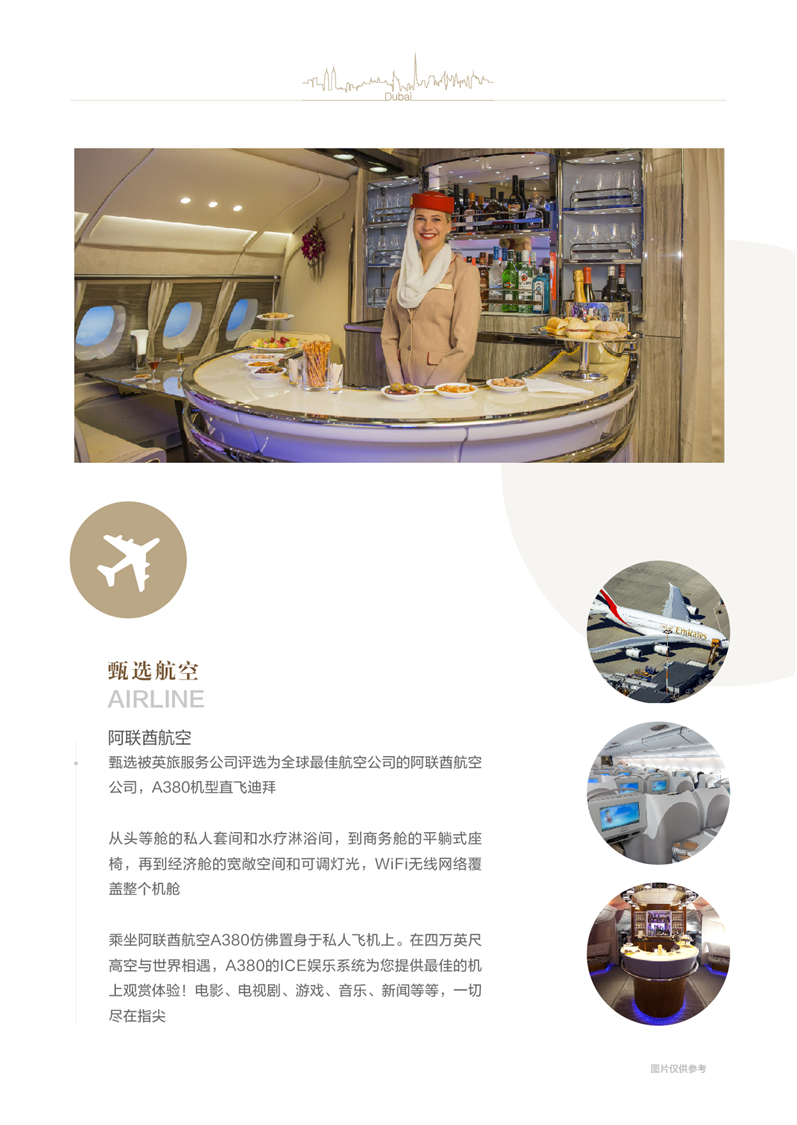 Dubai
Emirates
甄选航空
AIRLINE
阿联酋航空
甄选被英旅服务公司评选为全球最佳航空公司的阿联酋航空
公司，A380机型直飞迪拜
从头等舱的私人套间和水疗淋浴间，到商务舱的平躺式座
椅，再到经济舱的宽敞空间和可调灯光，WiFi无线网络覆
盖整个机舱
乘坐阿联酋航空A380仿佛置身于私人飞机上。在四万英尺
高空与世界相遇，A380的ICE娱乐系统为您提供最佳的机
上观赏体验！电影、电视剧、游戏、音乐、新闻等等，一切
尽在指尖
图片仅供参考